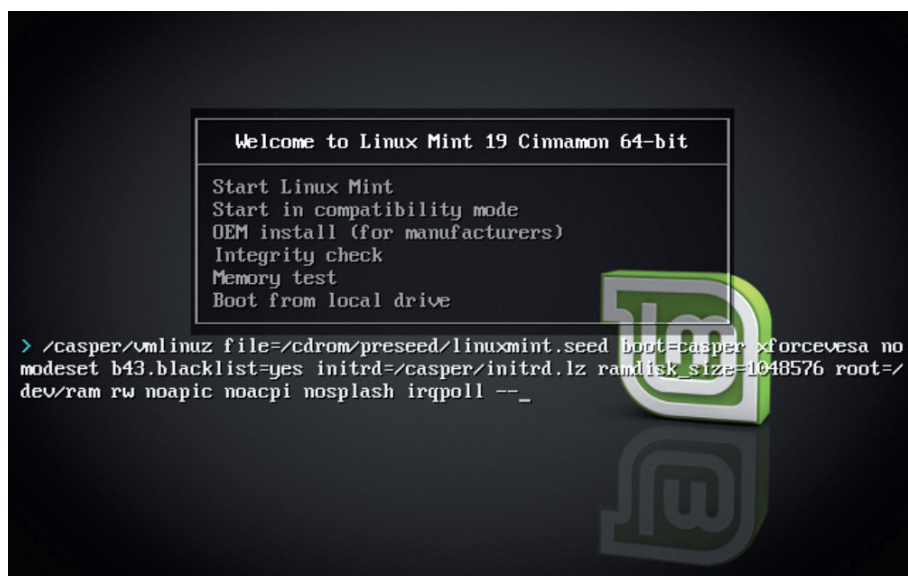 Welcome to Linux Mint 19 Cinnamon 64-bit
Start Linux Mint
Start in compatibility mode
OEM install (for manufacturers)
Integrity check
Memory test
Boot from local drive
> /casper/vmlinuz file=/cdrom/preseed/linuxmint.seed boot=casper xforcevesa no
modeset b43.blacklist=yes initrd=/casper/initrd.lz ramdisk_size=1048576 root=/
dev/ram rw noapic noacpi nosplash irqpoll --_